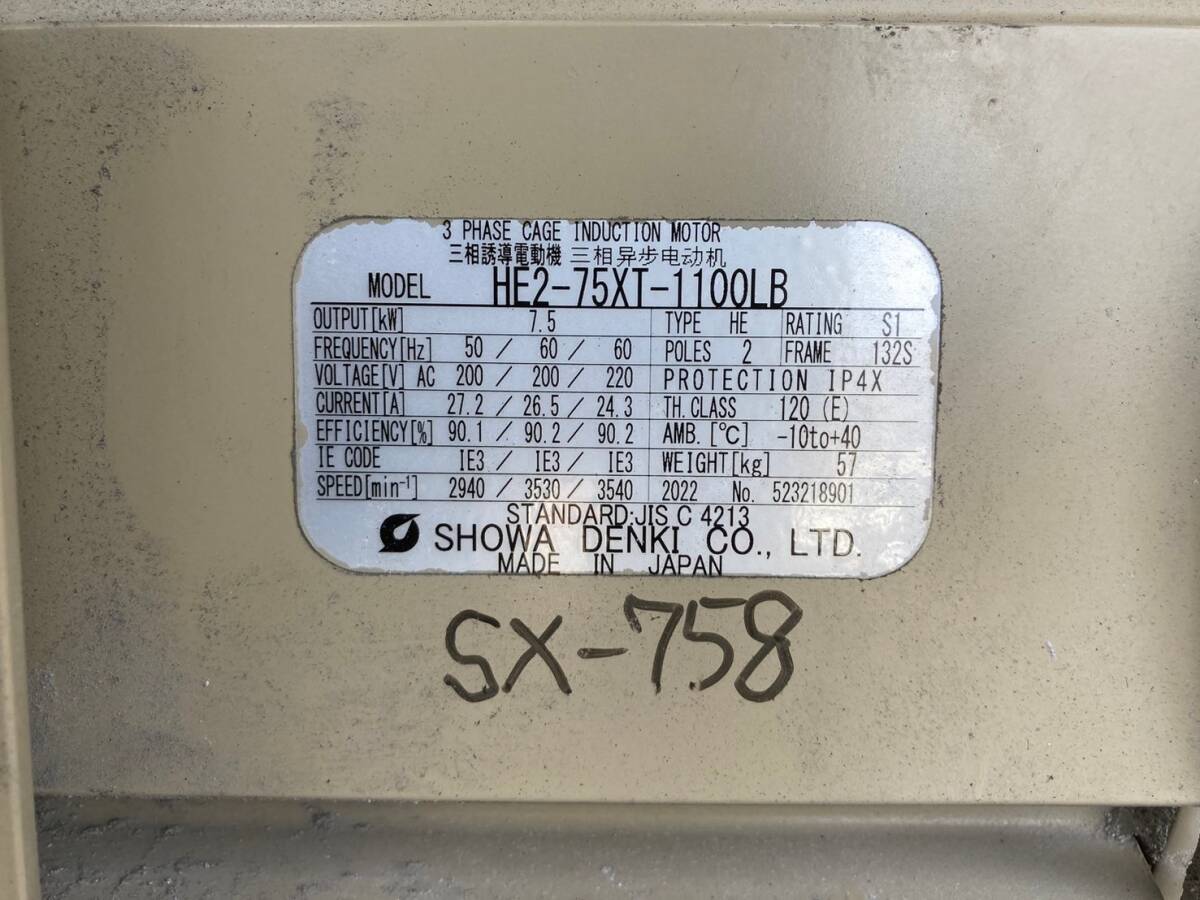 3 PHASE CAGE INDUCTION MOTOR
三相誘導電動機 三相异步电动机
MODEL HE2-75XT-1100LB
OUTPUT[kW] 7.5 TYPE HE RATING S1
FREQUENCY[Hz] 50 / 60 / 60 POLES 2 FRAME 132S
VOLTAGE[V] AC 200 / 200 / 220 PROTECTION IP4X
CURRENT[A] 27.2 / 26.5 / 24.3 TH. CLASS 120 (E)
EFFICIENCY[%] 90.1 / 90.2 / 90.2 AMB. [℃] -10to+40
IE CODE IE3 / IE3 / IE3 WEIGHT[kg] 57
SPEED[min⁻¹] 2940 / 3530 / 3540 2022 No. 523218901
STANDARD:JIS C 4213
SHOWA DENKI CO., LTD.
MADE IN JAPAN
SX-758